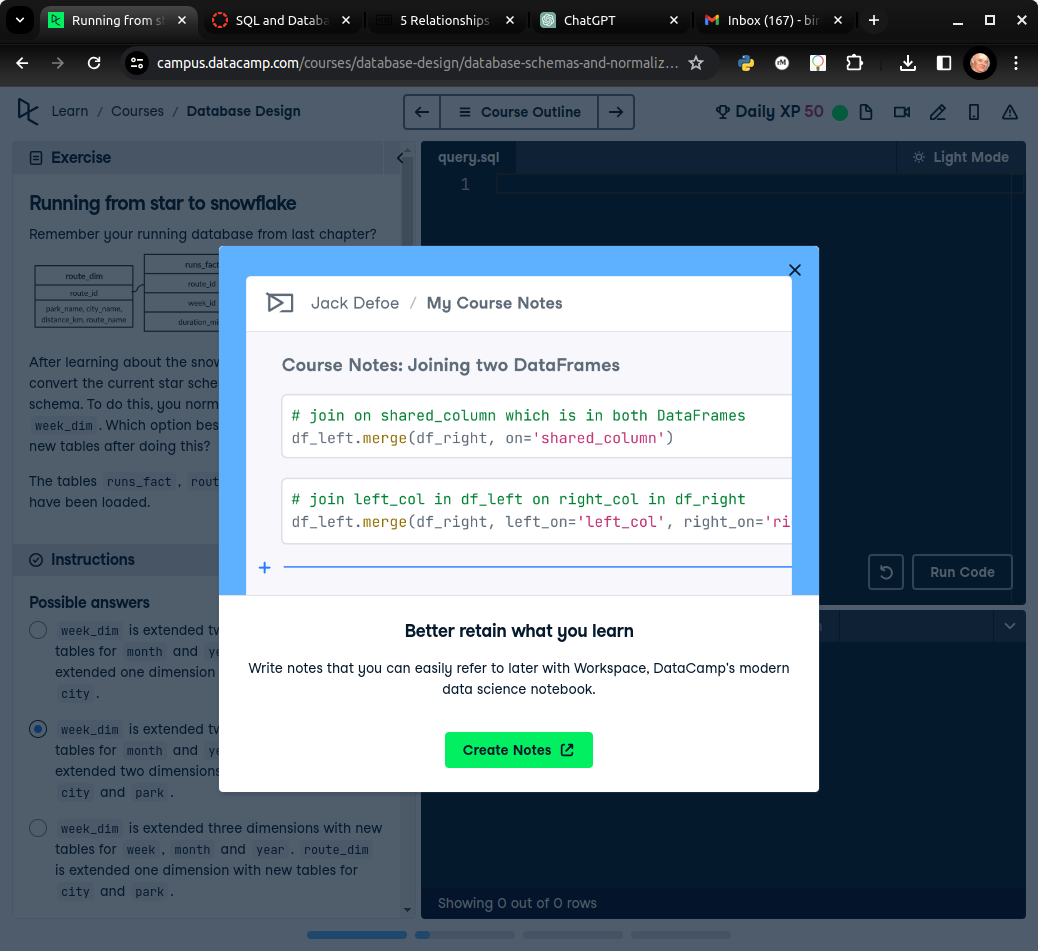 Running from s
SQL and Databa
5 Relationships
ChatGPT
Inbox (167) - bir
campus.datacamp.com/courses/database-design/database-schemas-and-normaliz...
Learn / Courses / Database Design
Course Outline
Daily XP 50
Exercise
query.sql
Light Mode
1
Running from star to snowflake
Remember your running database from last chapter?
route_dim
route_id
park_name, city_name,
distance_km, route_name
runs_fact
route_id
week_id
duration_mi
After learning about the snow
convert the current star sche
schema. To do this, you norm
week_dim . Which option bes
new tables after doing this?
The tables runs_fact , rout
have been loaded.
Instructions
Possible answers
week_dim is extended tw
tables for month and ye
extended one dimension
city .
week_dim is extended tw
tables for month and ye
extended two dimensions
city and park .
week_dim is extended three dimensions with new
tables for week , month and year . route_dim
is extended one dimension with new tables for
city and park .
Jack Defoe / My Course Notes
Course Notes: Joining two DataFrames
# join on shared_column which is in both DataFrames
df_left.merge(df_right, on='shared_column')
# join left_col in df_left on right_col in df_right
df_left.merge(df_right, left_on='left_col', right_on='ri
Better retain what you learn
Write notes that you can easily refer to later with Workspace, DataCamp's modern
data science notebook.
Create Notes
Run Code
Showing 0 out of 0 rows